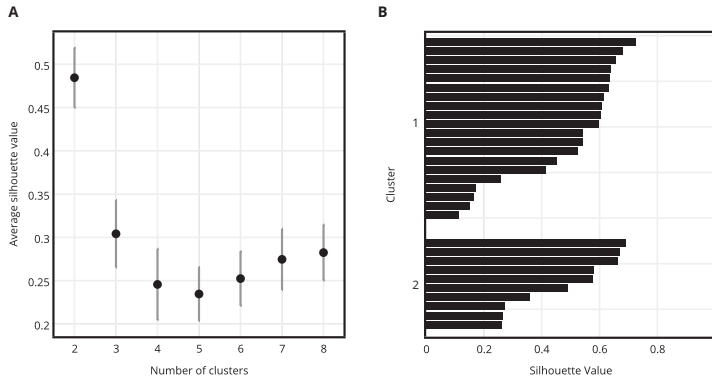 A
Average silhouette value
0.5
0.45
0.4
0.35
0.3
0.25
0.2
2 3 4 5 6 7 8
Number of clusters
B
Cluster
1
2
0 0.2 0.4 0.6 0.8
Silhouette Value